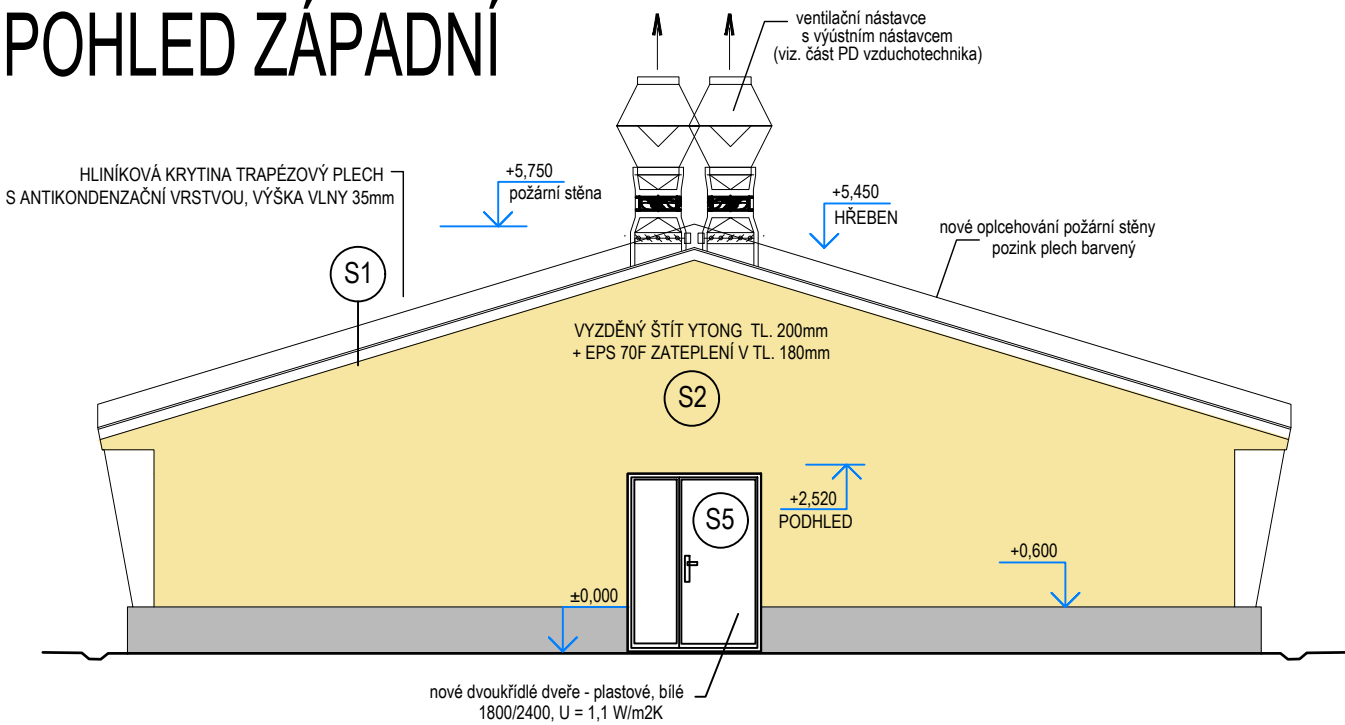 POHLED ZÁPADNÍ
ventilační nástavce
s výústním nástavcem
(viz. část PD vzduchotechnika)
HLINÍKOVÁ KRYTINA TRAPÉZOVÝ PLECH
S ANTIKONDENZAČNÍ VRSTVOU, VÝŠKA VLNY 35mm
+5,750
požární stěna
+5,450
HŘEBEN
nové oplcehování požární stěny
pozink plech barvený
S1
VYZDĚNÝ ŠTÍT YTONG TL. 200mm
+ EPS 70F ZATEPLENÍ V TL. 180mm
S2
S5
+2,520
PODHLED
+0,600
±0,000
nové dvoukřídlé dveře - plastové, bílé
1800/2400, U = 1,1 W/m2K